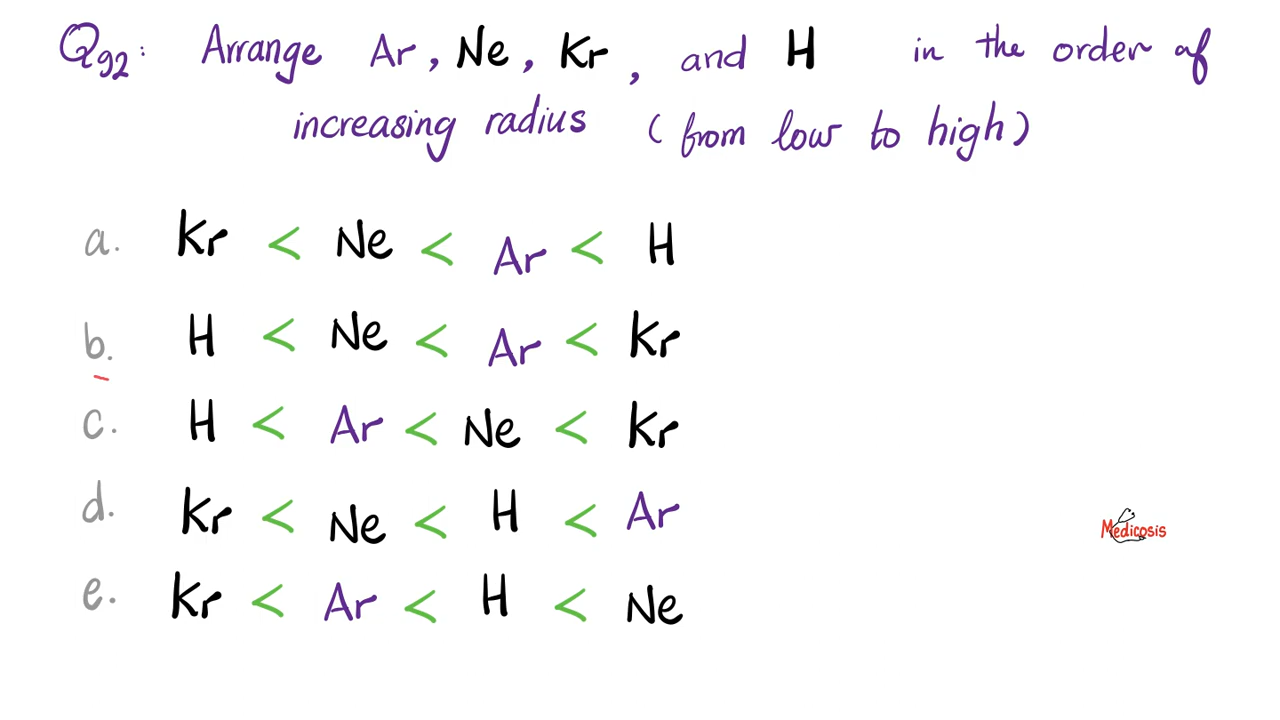 Q92: Arrange Ar, Ne, Kr, and H in the order of
increasing radius (from low to high)
a. Kr < Ne < Ar < H
b. H < Ne < Ar < Kr
c. H < Ar < Ne < Kr
d. Kr < Ne < H < Ar
Medicosis
e. Kr < Ar < H < Ne